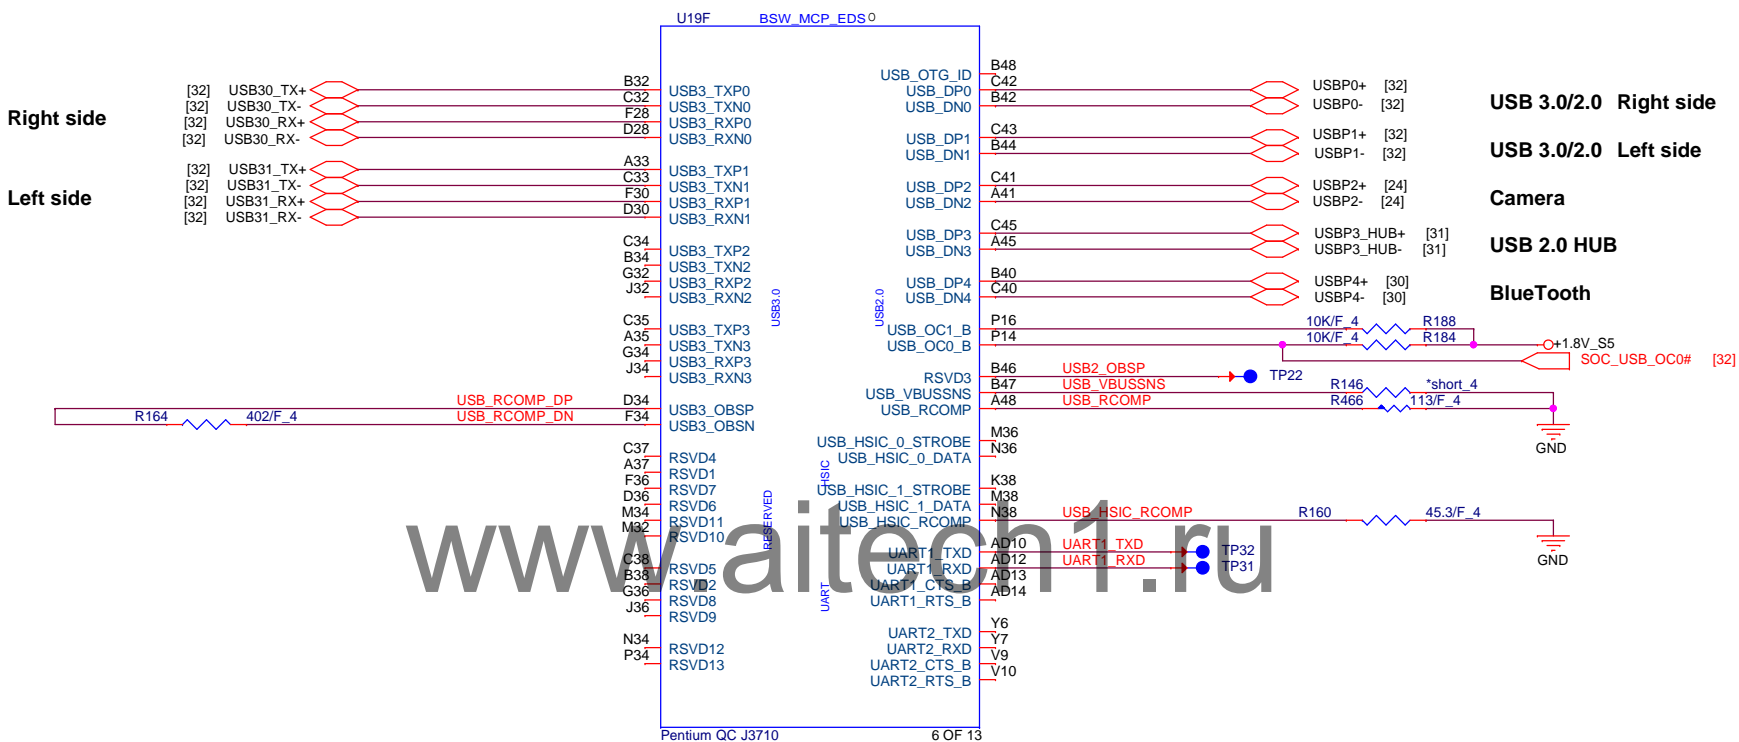 U19F BSW_MCP_EDS O
Right side
[32] USB30_TX+ B32 USB3_TXP0
[32] USB30_TX- C32 USB3_TXN0
[32] USB30_RX+ F28 USB3_RXP0
[32] USB30_RX- D28 USB3_RXN0
Left side
[32] USB31_TX+ A33 USB3_TXP1
[32] USB31_TX- C33 USB3_TXN1
[32] USB31_RX+ F30 USB3_RXP1
[32] USB31_RX- D30 USB3_RXN1
C34 USB3_TXP2
B34 USB3_TXN2
G32 USB3_RXP2
J32 USB3_RXN2
C35 USB3_TXP3
A35 USB3_TXN3
G34 USB3_RXP3
J34 USB3_RXN3
USB_RCOMP_DP D34 USB3_OBSP
R164 402/F_4 USB_RCOMP_DN F34 USB3_OBSN
C37 RSVD4
A37 RSVD1
F36 RSVD7
D36 RSVD6
M34 RSVD11
M32 RSVD10
C38 RSVD5
B38 RSVD2
G36 RSVD8
J36 RSVD9
N34 RSVD12
P34 RSVD13
USB3.0
RESERVED
USB2.0
HSIC
UART
USB_OTG_ID B48
USB_DP0 C42 USBP0+ [32]
USB_DN0 B42 USBP0- [32]
USB 3.0/2.0 Right side
USB_DP1 C43 USBP1+ [32]
USB_DN1 B44 USBP1- [32]
USB 3.0/2.0 Left side
USB_DP2 C41 USBP2+ [24]
USB_DN2 A41 USBP2- [24]
Camera
USB_DP3 C45 USBP3_HUB+ [31]
USB_DN3 A45 USBP3_HUB- [31]
USB 2.0 HUB
USB_DP4 B40 USBP4+ [30]
USB_DN4 C40 USBP4- [30]
BlueTooth
USB_OC1_B P16 10K/F_4 R188
USB_OC0_B P14 10K/F_4 R184 +1.8V_S5
SOC_USB_OC0# [32]
RSVD3 B46 USB2_OBSP TP22
USB_VBUSSNS B47 USB_VBUSSNS R146 *short_4
USB_RCOMP A48 USB_RCOMP R466 113/F_4
GND
USB_HSIC_0_STROBE M36
USB_HSIC_0_DATA N36
USB_HSIC_1_STROBE K38
USB_HSIC_1_DATA M38
USB_HSIC_RCOMP N38 USB_HSIC_RCOMP R160 45.3/F_4
GND
UART1_TXD AD10 UART1_TXD TP32
UART1_RXD AD12 UART1_RXD TP31
UART1_CTS_B AD13
UART1_RTS_B AD14
UART2_TXD Y6
UART2_RXD Y7
UART2_CTS_B V9
UART2_RTS_B V10
www.aitech1.ru
Pentium QC J3710 6 OF 13